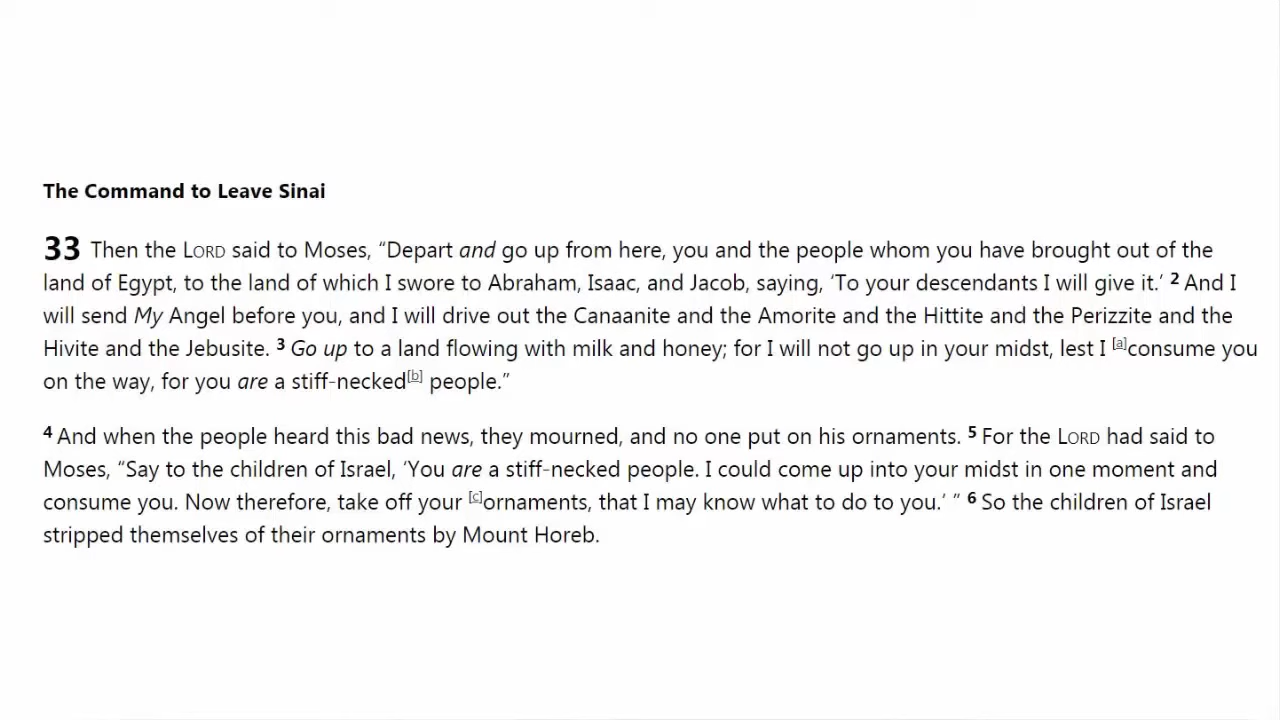 The Command to Leave Sinai
33 Then the LORD said to Moses, “Depart and go up from here, you and the people whom you have brought out of the
land of Egypt, to the land of which I swore to Abraham, Isaac, and Jacob, saying, ‘To your descendants I will give it.’ 2 And I
will send My Angel before you, and I will drive out the Canaanite and the Amorite and the Hittite and the Perizzite and the
Hivite and the Jebusite. 3 Go up to a land flowing with milk and honey; for I will not go up in your midst, lest I [a]consume you
on the way, for you are a stiff-necked[b] people.”
4 And when the people heard this bad news, they mourned, and no one put on his ornaments. 5 For the LORD had said to
Moses, “Say to the children of Israel, ‘You are a stiff-necked people. I could come up into your midst in one moment and
consume you. Now therefore, take off your [c]ornaments, that I may know what to do to you.’ ” 6 So the children of Israel
stripped themselves of their ornaments by Mount Horeb.